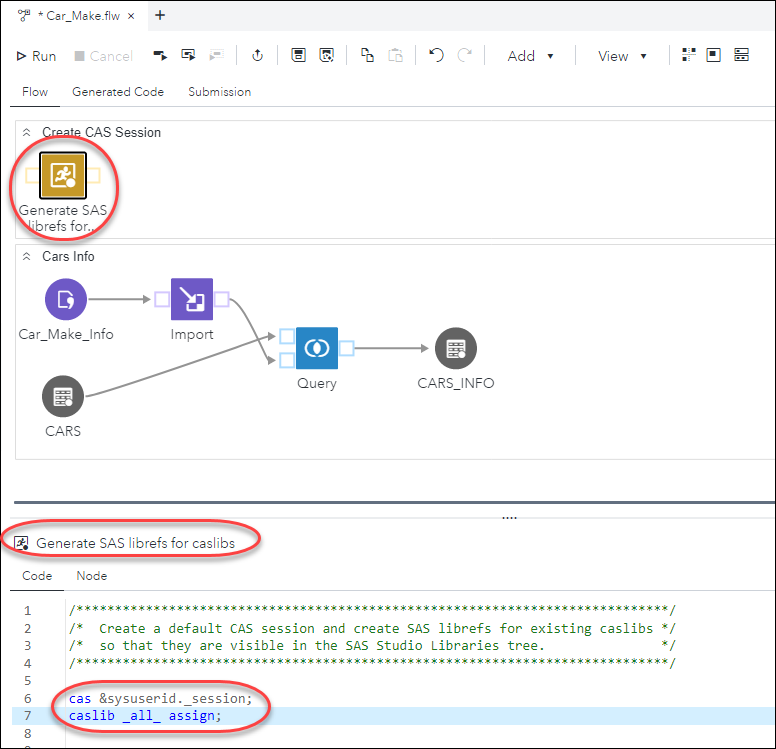 * Car_Make.flw × +
Run Cancel Add ▾ View ▾
Flow Generated Code Submission
Create CAS Session
Generate SAS
librefs for...
Cars Info
Car_Make_Info Import
Query CARS_INFO
CARS
Generate SAS librefs for caslibs
Code Node
1 /*****************************************************************************/
2 /* Create a default CAS session and create SAS librefs for existing caslibs */
3 /* so that they are visible in the SAS Studio Libraries tree. */
4 /*****************************************************************************/
5
6 cas &sysuserid._session;
7 caslib _all_ assign;
8